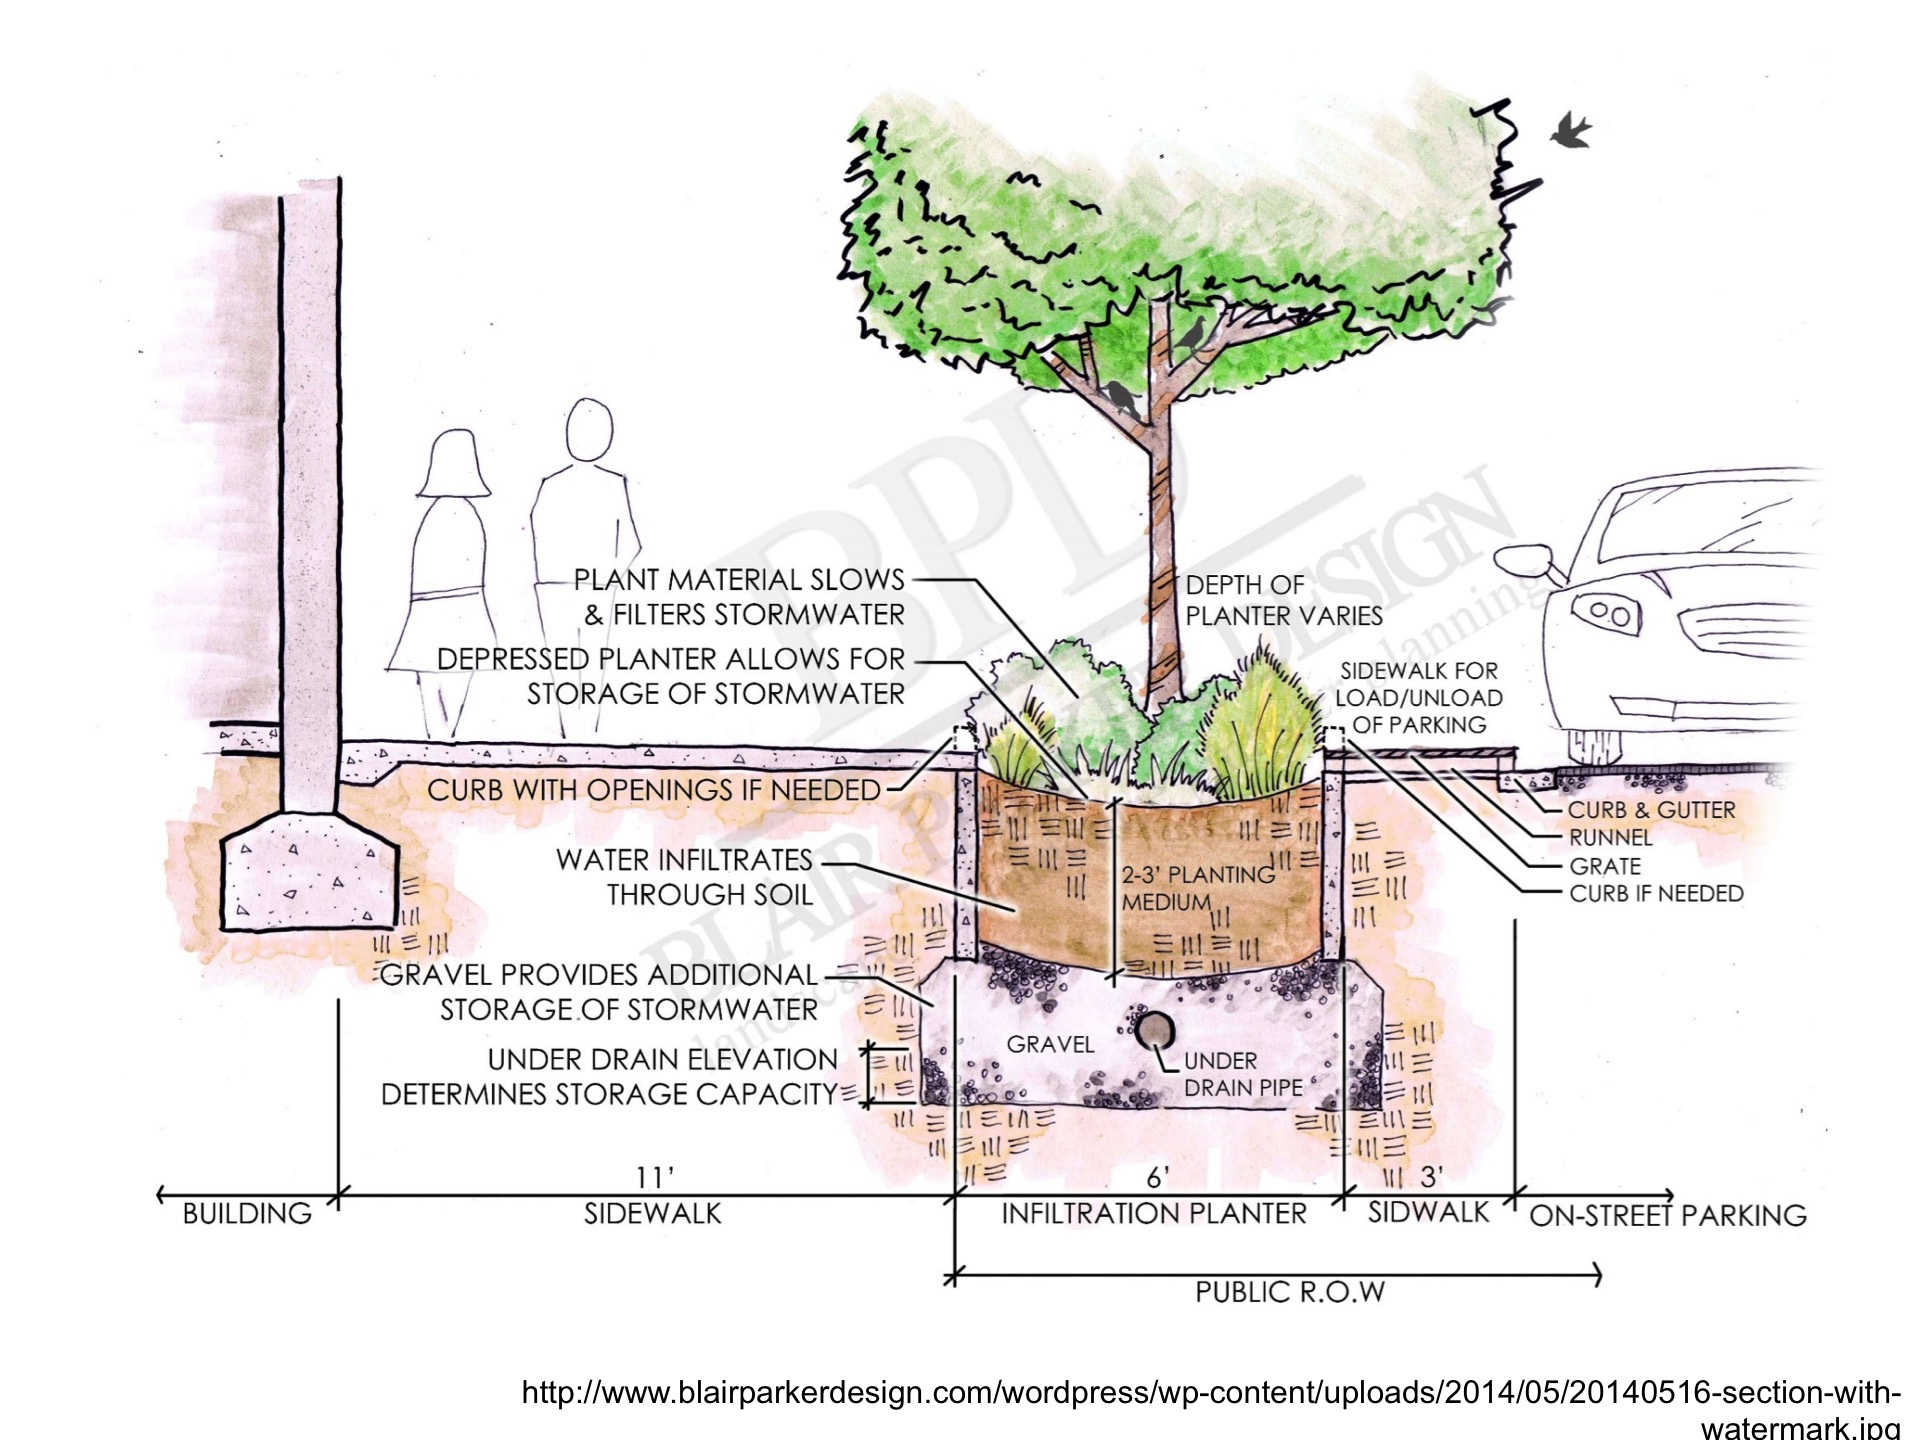 PLANT MATERIAL SLOWS
& FILTERS STORMWATER
DEPRESSED PLANTER ALLOWS FOR
STORAGE OF STORMWATER
DEPTH OF
PLANTER VARIES
SIDEWALK FOR
LOAD/UNLOAD
OF PARKING
CURB WITH OPENINGS IF NEEDED
CURB & GUTTER
RUNNEL
GRATE
CURB IF NEEDED
WATER INFILTRATES
THROUGH SOIL
2-3' PLANTING
MEDIUM
GRAVEL PROVIDES ADDITIONAL
STORAGE OF STORMWATER
GRAVEL
UNDER DRAIN ELEVATION
DETERMINES STORAGE CAPACITY
UNDER
DRAIN PIPE
11'
6'
3'
BUILDING
SIDEWALK
INFILTRATION PLANTER
SIDWALK
ON-STREET PARKING
PUBLIC R.O.W
BPD
BLAIR DESIGN
planning
http://www.blairparkerdesign.com/wordpress/wp-content/uploads/2014/05/20140516-section-with-
watermark.jpg